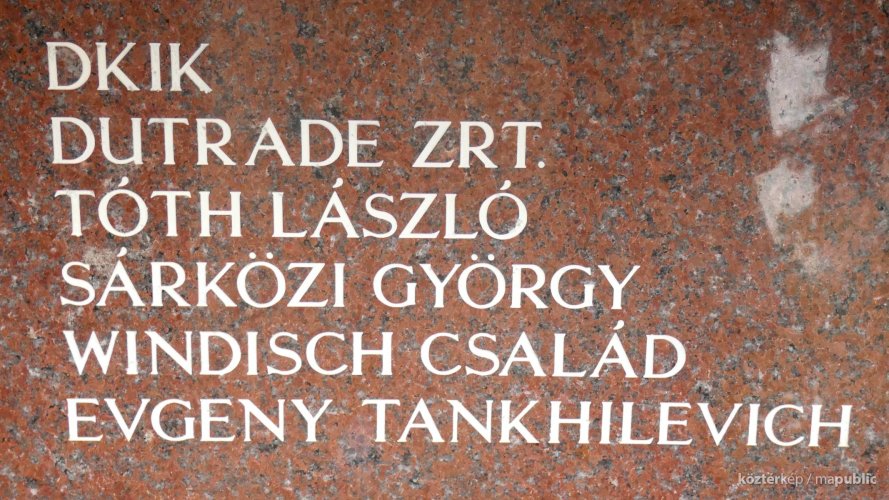 DKIK
DUTRADE ZRT.
TÓTH LÁSZLÓ
SÁRKÖZI GYÖRGY
WINDISCH CSALÁD
EVGENY TANKHILEVICH
köztérkép / mapublic